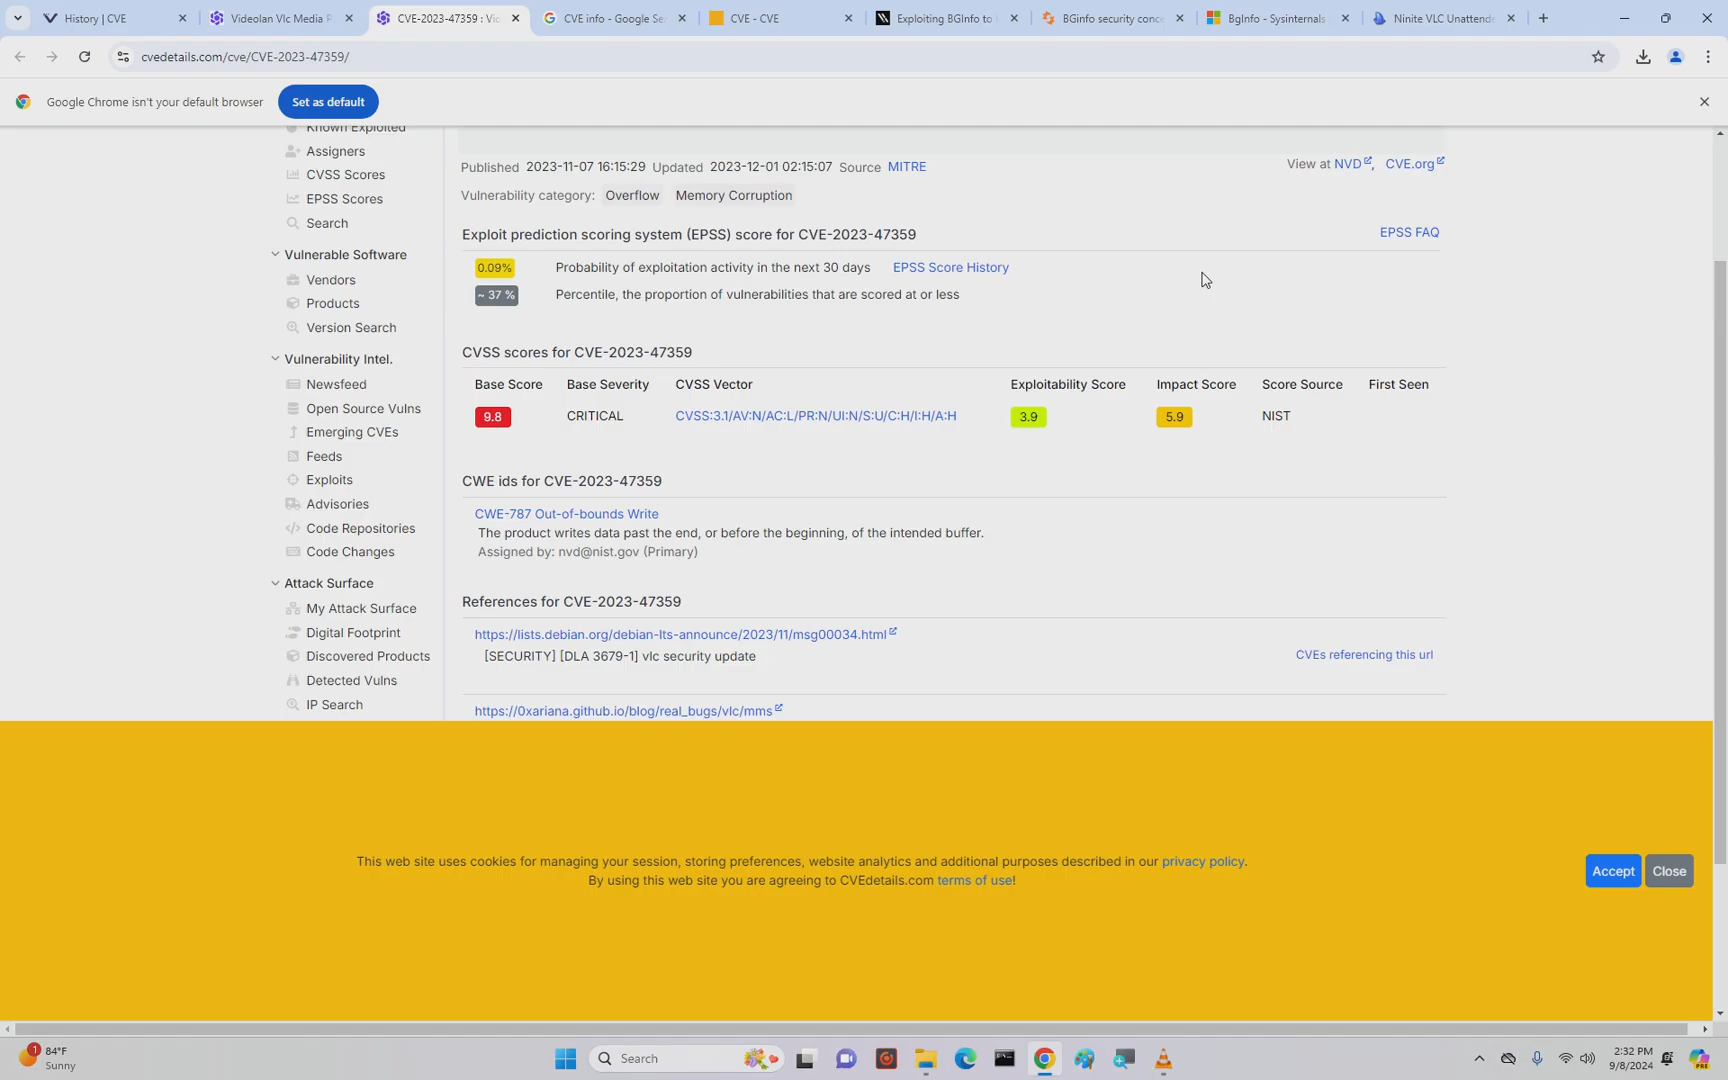 History | CVE
Videolan Vlc Media P
CVE-2023-47359 : Vid
CVE info - Google Se
CVE - CVE
Exploiting BGInfo to
BGinfo security conce
BgInfo - Sysinternals
Ninite VLC Unattende
cvedetails.com/cve/CVE-2023-47359/
Google Chrome isn't your default browser
Set as default
Known Exploited
Assigners
CVSS Scores
EPSS Scores
Search
Vulnerable Software
Vendors
Products
Version Search
Vulnerability Intel.
Newsfeed
Open Source Vulns
Emerging CVEs
Feeds
Exploits
Advisories
Code Repositories
Code Changes
Attack Surface
My Attack Surface
Digital Footprint
Discovered Products
Detected Vulns
IP Search
Published 2023-11-07 16:15:29 Updated 2023-12-01 02:15:07 Source MITRE
View at NVD, CVE.org
Vulnerability category: Overflow Memory Corruption
Exploit prediction scoring system (EPSS) score for CVE-2023-47359
EPSS FAQ
0.09% Probability of exploitation activity in the next 30 days EPSS Score History
~ 37 % Percentile, the proportion of vulnerabilities that are scored at or less
CVSS scores for CVE-2023-47359
Base Score Base Severity CVSS Vector Exploitability Score Impact Score Score Source First Seen
9.8 CRITICAL CVSS:3.1/AV:N/AC:L/PR:N/UI:N/S:U/C:H/I:H/A:H 3.9 5.9 NIST
CWE ids for CVE-2023-47359
CWE-787 Out-of-bounds Write
The product writes data past the end, or before the beginning, of the intended buffer.
Assigned by: nvd@nist.gov (Primary)
References for CVE-2023-47359
https://lists.debian.org/debian-lts-announce/2023/11/msg00034.html
[SECURITY] [DLA 3679-1] vlc security update
CVEs referencing this url
https://0xariana.github.io/blog/real_bugs/vlc/mms
This web site uses cookies for managing your session, storing preferences, website analytics and additional purposes described in our privacy policy.
By using this web site you are agreeing to CVEdetails.com terms of use!
Accept
Close
1
84°F
Sunny
Search
PRE
2:32 PM
9/8/2024